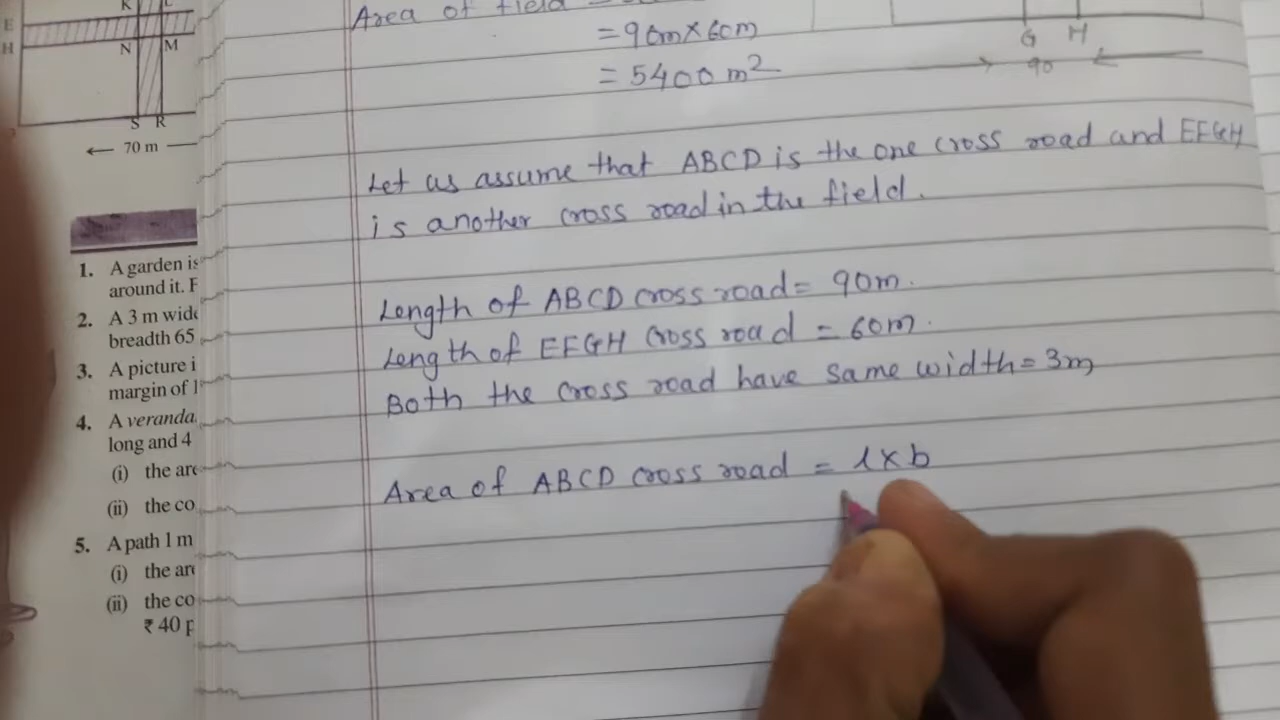 K L
E
H
N M
S R
← 70 m
1. A garden is
around it. F
2. A 3 m wide
breadth 65
3. A picture i
margin of 1
4. A veranda
long and 4
(i) the are
(ii) the co
5. A path 1 m
(i) the are
(ii) the co
₹ 40 p
Area of field =
= 90m×60m
= 5400 m²
G H
90
Let us assume that ABCD is the one cross road and EFGH
is another cross road in the field.
Length of ABCD cross road = 90m.
Length of EFGH cross road = 60m.
Both the cross road have same width = 3m
Area of ABCD cross road = l×b